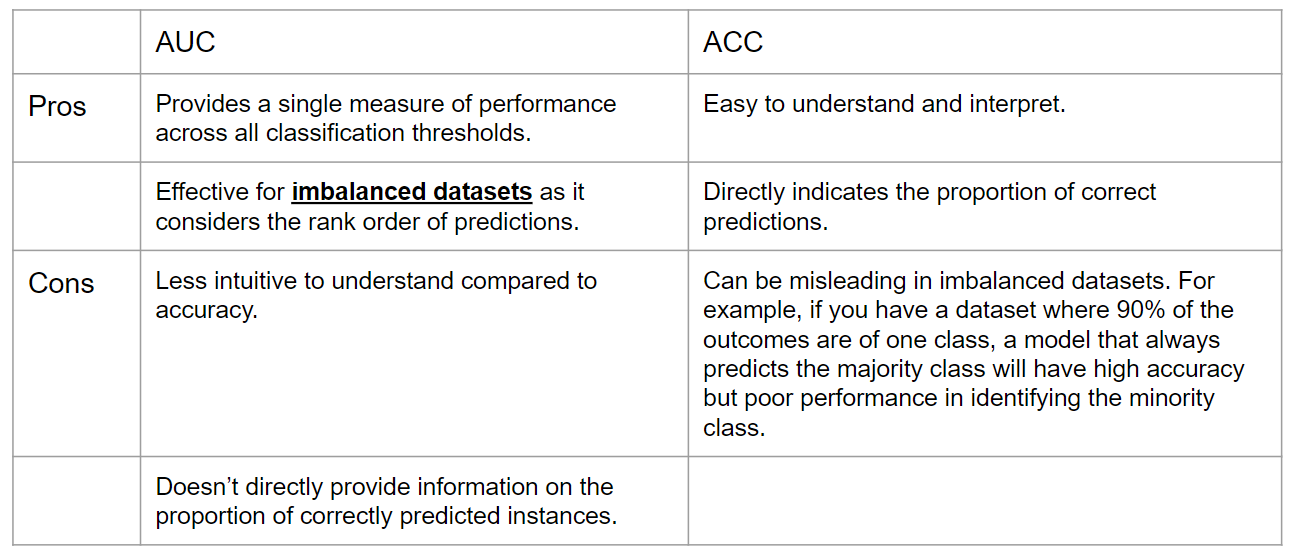 AUC
ACC
Pros
Provides a single measure of performance
across all classification thresholds.
Easy to understand and interpret.
Effective for imbalanced datasets as it
considers the rank order of predictions.
Directly indicates the proportion of correct
predictions.
Cons
Less intuitive to understand compared to
accuracy.
Can be misleading in imbalanced datasets. For
example, if you have a dataset where 90% of the
outcomes are of one class, a model that always
predicts the majority class will have high accuracy
but poor performance in identifying the minority
class.
Doesn’t directly provide information on the
proportion of correctly predicted instances.